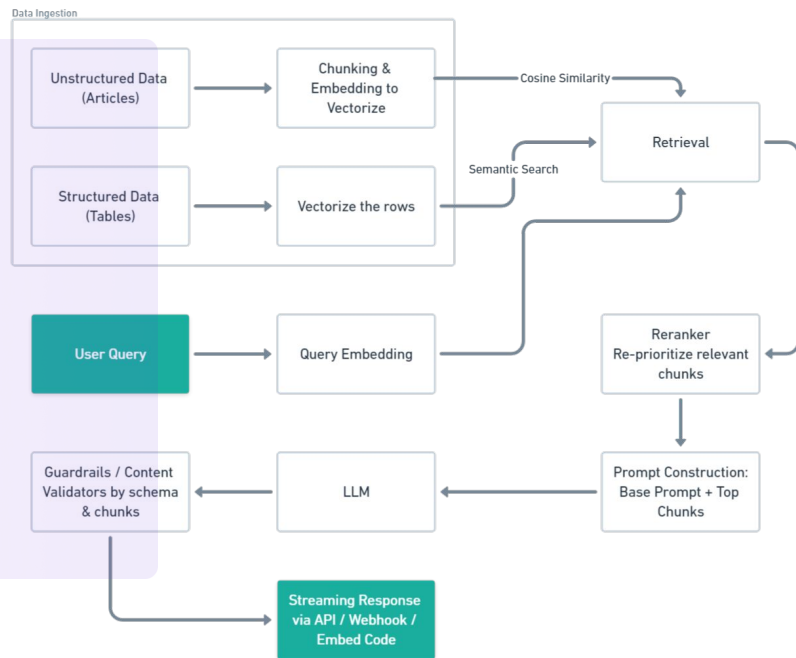 Data Ingestion
Unstructured Data
(Articles)
Chunking &
Embedding to
Vectorize
Cosine Similarity
Retrieval
Structured Data
(Tables)
Vectorize the rows
Semantic Search
User Query
Query Embedding
Reranker
Re-prioritize relevant
chunks
Guardrails / Content
Validators by schema
& chunks
LLM
Prompt Construction:
Base Prompt + Top
Chunks
Streaming Response
via API / Webhook /
Embed Code